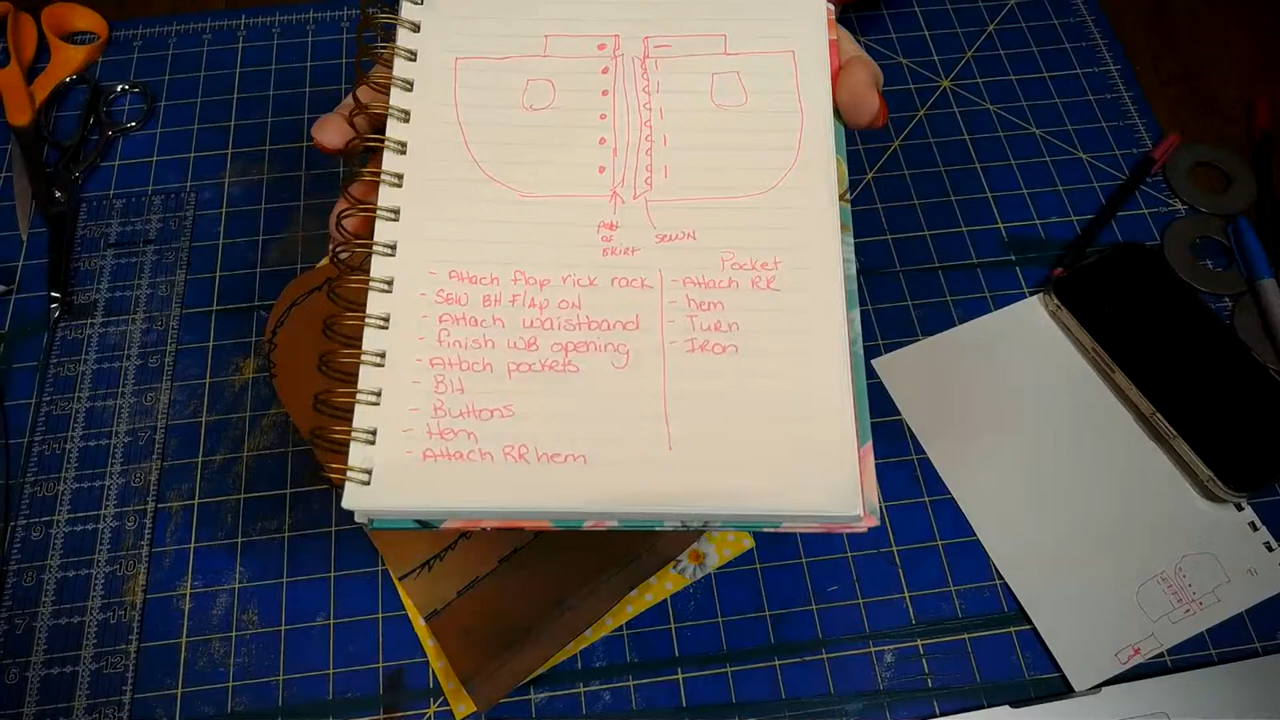 part
of
skirt
sewn
- Attach flap rick rack
- Sew BH Flap on
- Attach waistband
- finish WB opening
- Attach pockets
- BH
- Buttons
- Hem
- Attach RR hem
Pocket
- Attach RR
- hem
- Turn
- Iron